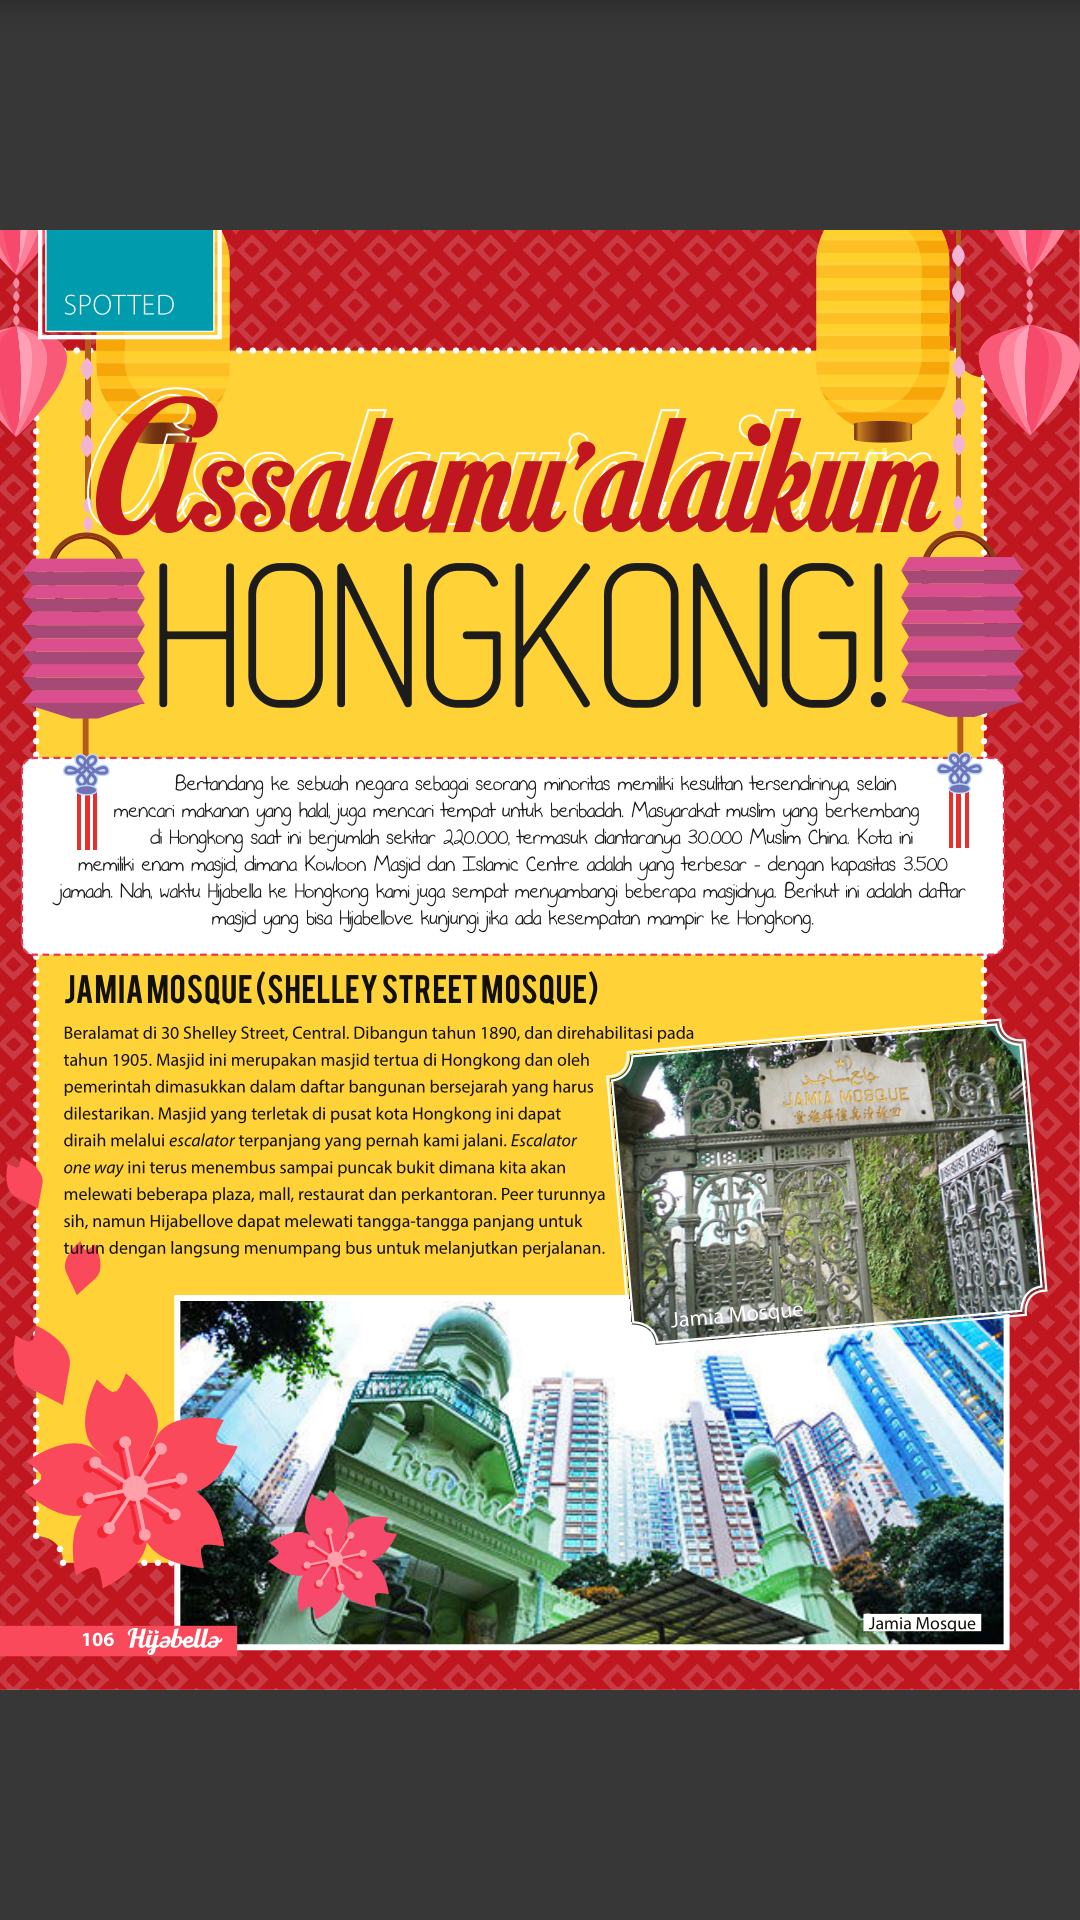 SPOTTED
Assalamu'alaikum
HONGKONG!
Bertandang ke sebuah negara sebagai seorang minoritas memiliki kesulitan tersendirinya, selain
mencari makanan yang halal, juga mencari tempat untuk beribadah. Masyarakat muslim yang berkembang
di Hongkong saat ini berjumlah sekitar 220.000, termasuk diantaranya 30.000 Muslim China. Kota ini
memiliki enam masjid, dimana Kowloon Masjid dan Islamic Centre adalah yang terbesar - dengan kapasitas 3.500
jamaah. Nah, waktu Hijabella ke Hongkong kami juga sempat menyambangi beberapa masjidnya. Berikut ini adalah daftar
masjid yang bisa Hijabellove kunjungi jika ada kesempatan mampir ke Hongkong.
JAMIA MOSQUE (SHELLEY STREET MOSQUE)
Beralamat di 30 Shelley Street, Central. Dibangun tahun 1890, dan direhabilitasi pada
tahun 1905. Masjid ini merupakan masjid tertua di Hongkong dan oleh
pemerintah dimasukkan dalam daftar bangunan bersejarah yang harus
dilestarikan. Masjid yang terletak di pusat kota Hongkong ini dapat
diraih melalui escalator terpanjang yang pernah kami jalani. Escalator
one way ini terus menembus sampai puncak bukit dimana kita akan
melewati beberapa plaza, mall, restaurat dan perkantoran. Peer turunnya
sih, namun Hijabellove dapat melewati tangga-tangga panjang untuk
turun dengan langsung menumpang bus untuk melanjutkan perjalanan.
جامع مساجد
JAMIA MOSQUE
Jamia Mosque
Jamia Mosque
106 Hijabella